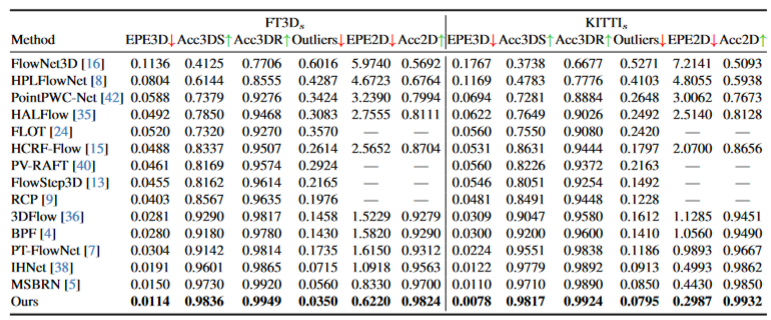 FT3Ds KITTIs
Method EPE3D↓ Acc3DS↑ Acc3DR↑ Outliers↓ EPE2D↓ Acc2D↑ EPE3D↓ Acc3DS↑ Acc3DR↑ Outliers↓ EPE2D↓ Acc2D↑
FlowNet3D [16] 0.1136 0.4125 0.7706 0.6016 5.9740 0.5692 0.1767 0.3738 0.6677 0.5271 7.2141 0.5093
HPLFlowNet [8] 0.0804 0.6144 0.8555 0.4287 4.6723 0.6764 0.1169 0.4783 0.7776 0.4103 4.8055 0.5938
PointPWC-Net [42] 0.0588 0.7379 0.9276 0.3424 3.2390 0.7994 0.0694 0.7281 0.8884 0.2648 3.0062 0.7673
HALFlow [35] 0.0492 0.7850 0.9468 0.3083 2.7555 0.8111 0.0622 0.7649 0.9026 0.2492 2.5140 0.8128
FLOT [24] 0.0520 0.7320 0.9270 0.3570 — — 0.0560 0.7550 0.9080 0.2420 — —
HCRF-Flow [15] 0.0488 0.8337 0.9507 0.2614 2.5652 0.8704 0.0531 0.8631 0.9444 0.1797 2.0700 0.8656
PV-RAFT [40] 0.0461 0.8169 0.9574 0.2924 — — 0.0560 0.8226 0.9372 0.2163 — —
FlowStep3D [13] 0.0455 0.8162 0.9614 0.2165 — — 0.0546 0.8051 0.9254 0.1492 — —
RCP [9] 0.0403 0.8567 0.9635 0.1976 — — 0.0481 0.8491 0.9448 0.1228 — —
3DFlow [36] 0.0281 0.9290 0.9817 0.1458 1.5229 0.9279 0.0309 0.9047 0.9580 0.1612 1.1285 0.9451
BPF [4] 0.0280 0.9180 0.9780 0.1430 1.5820 0.9290 0.0300 0.9200 0.9600 0.1410 1.0560 0.9490
PT-FlowNet [7] 0.0304 0.9142 0.9814 0.1735 1.6150 0.9312 0.0224 0.9551 0.9838 0.1186 0.9893 0.9667
IHNet [38] 0.0191 0.9601 0.9865 0.0715 1.0918 0.9563 0.0122 0.9779 0.9892 0.0913 0.4993 0.9862
MSBRN [5] 0.0150 0.9730 0.9920 0.0560 0.8330 0.9700 0.0110 0.9710 0.9890 0.0850 0.4430 0.9850
Ours 0.0114 0.9836 0.9949 0.0350 0.6220 0.9824 0.0078 0.9817 0.9924 0.0795 0.2987 0.9932